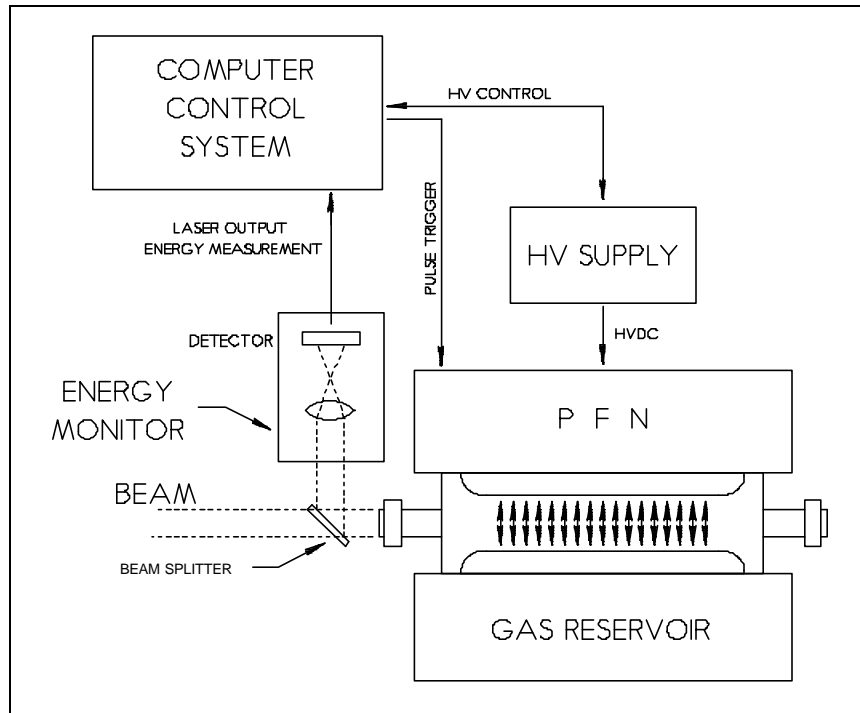 COMPUTER
CONTROL
SYSTEM
HV CONTROL
PULSE TRIGGER
LASER OUTPUT
ENERGY MEASUREMENT
HV SUPPLY
HVDC
DETECTOR
ENERGY
MONITOR
P F N
BEAM
BEAM SPLITTER
GAS RESERVOIR